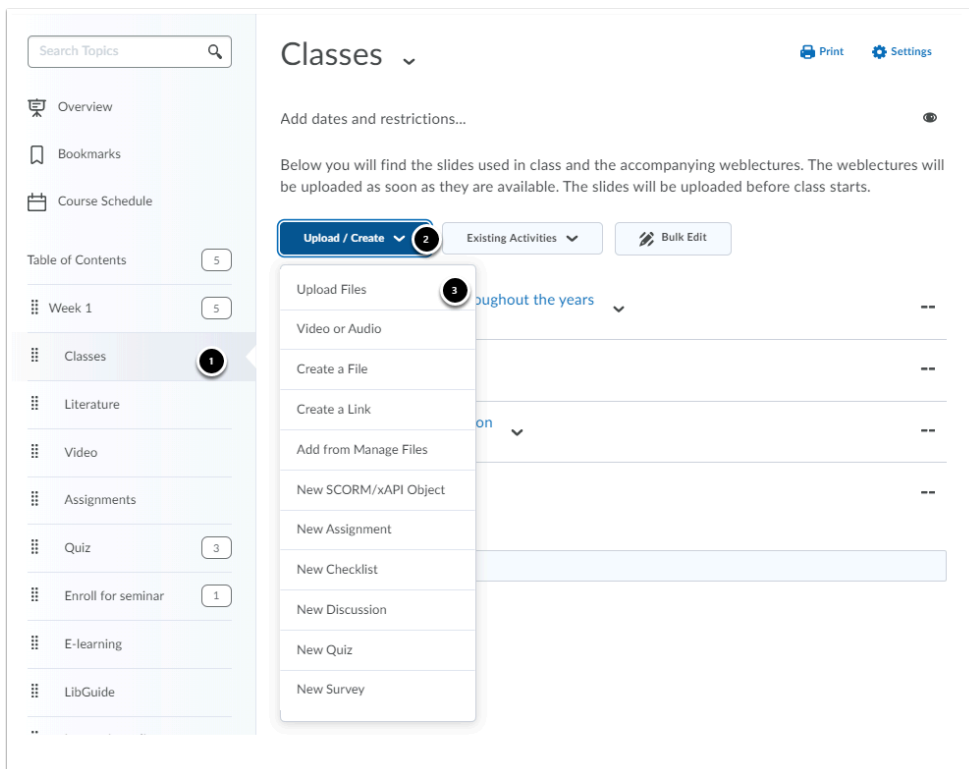 Search Topics
Overview
Bookmarks
Course Schedule
Table of Contents 5
Week 1 5
Classes 1
Literature
Video
Assignments
Quiz 3
Enroll for seminar 1
E-learning
LibGuide
Classes
Print
Settings
Add dates and restrictions...
Below you will find the slides used in class and the accompanying weblectures. The weblectures will
be uploaded as soon as they are available. The slides will be uploaded before class starts.
Upload / Create 2
Existing Activities
Bulk Edit
Upload Files 3
Video or Audio
Create a File
Create a Link
Add from Manage Files
New SCORM/xAPI Object
New Assignment
New Checklist
New Discussion
New Quiz
New Survey
oughout the years --
--
on --
--